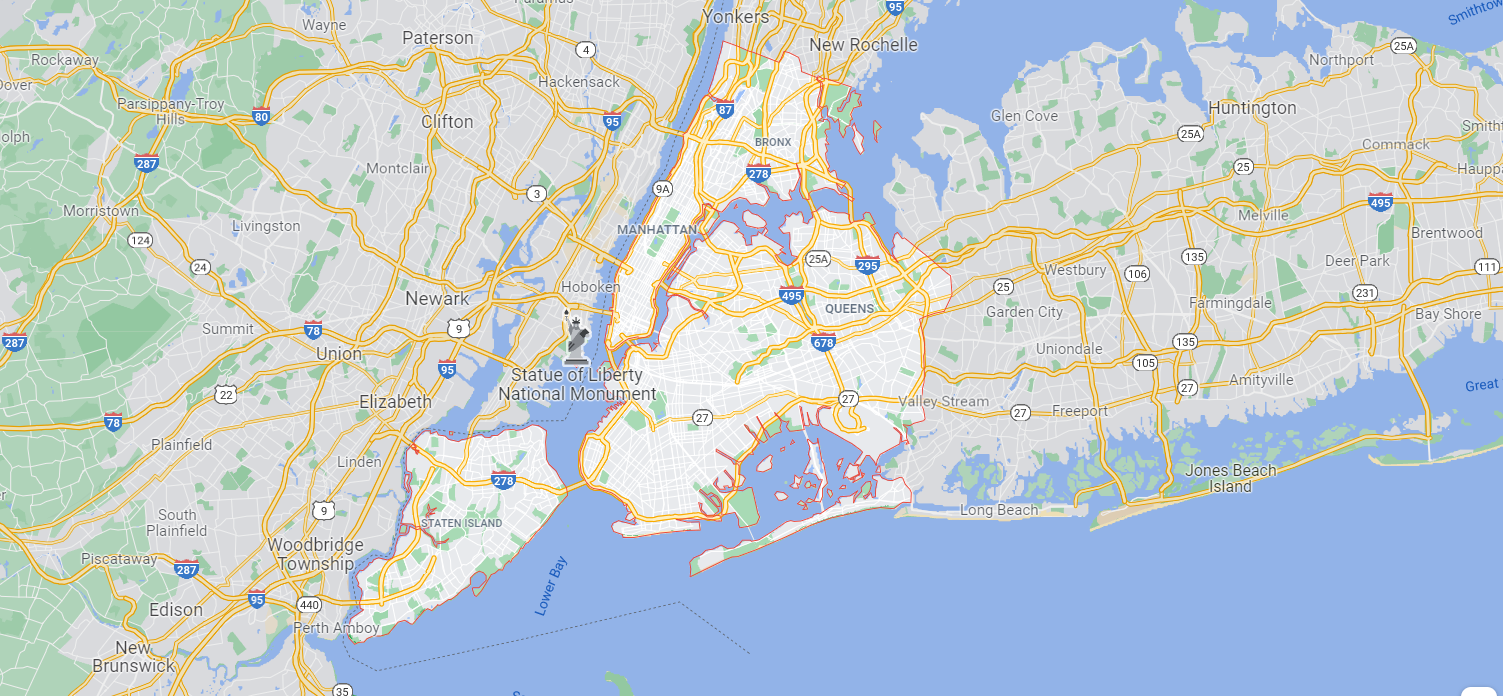 Yonkers
95
Smithtow
Wayne
Paterson
4
New Rochelle
25A
Rockaway
Northport
Dover
Hackensack
Parsippany-Troy
Hills
80
87
Huntington
Clifton
95
Glen Cove
25A
Smith
olph
BRONX
Commack
287
Montclair
278
25
Haupp
3
9A
495
Morristown
Livingston
MANHATTAN
Melville
Brentwood
124
24
25A
295
Westbury
106
135
Deer Park
111
Newark
Hoboken
495
25
231
QUEENS
Garden City
Farmingdale
Bay Shore
Summit
78
9
287
678
135
Union
Uniondale
105
95
Statue of Liberty
National Monument
27
Amityville
Great
22
Elizabeth
27
Valley Stream
27
Freeport
78
27
Plainfield
Linden
278
Jones Beach
Island
9
South
Plainfield
STATEN ISLAND
Long Beach
Woodbridge
Township
Piscataway
287
Lower Bay
95
440
Edison
Perth Amboy
New
Brunswick
35